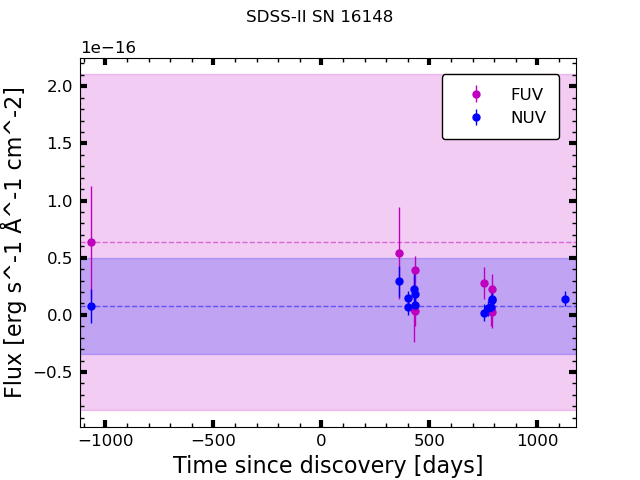 SDSS-II SN 16148
1e−16
2.0
1.5
1.0
0.5
0.0
−0.5
Flux [erg s^-1 Å^-1 cm^-2]
FUV
NUV
−1000
−500
0
500
1000
Time since discovery [days]